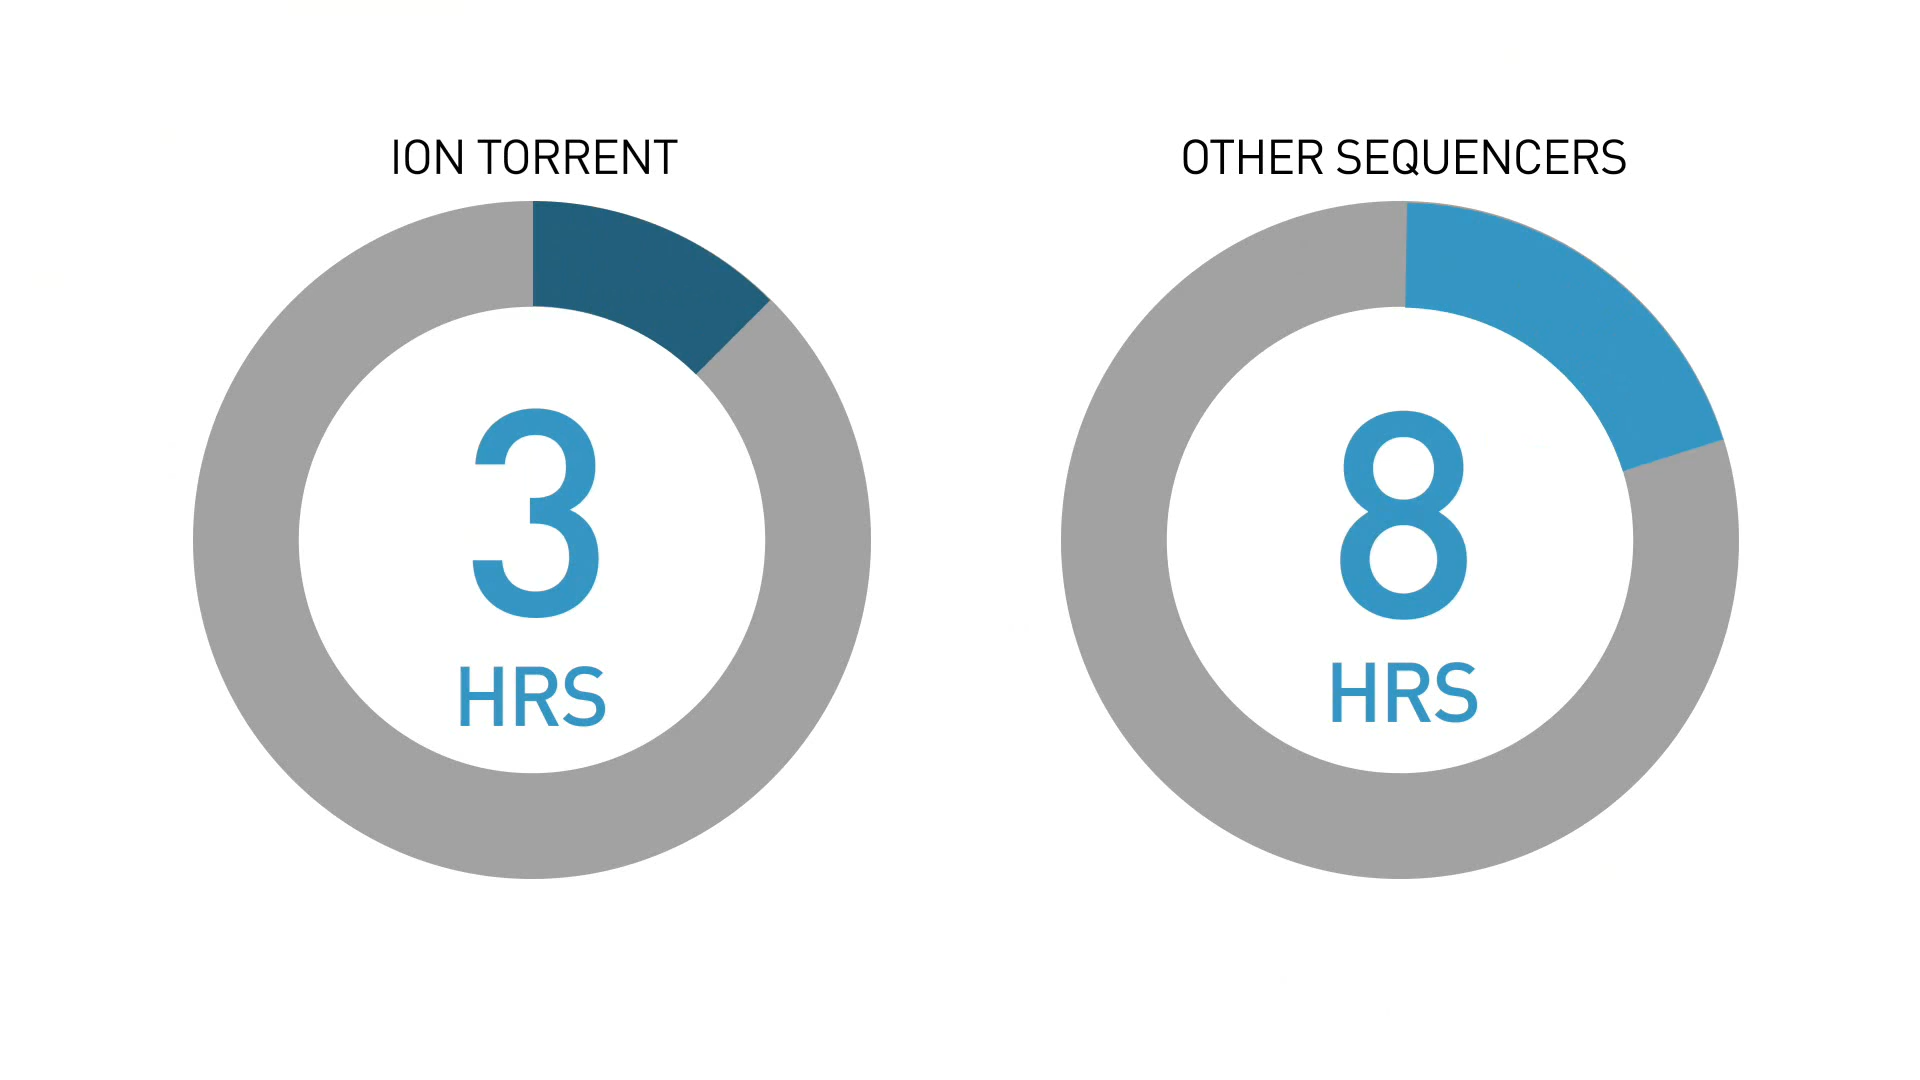 ION TORRENT
3
HRS
OTHER SEQUENCERS
8
HRS